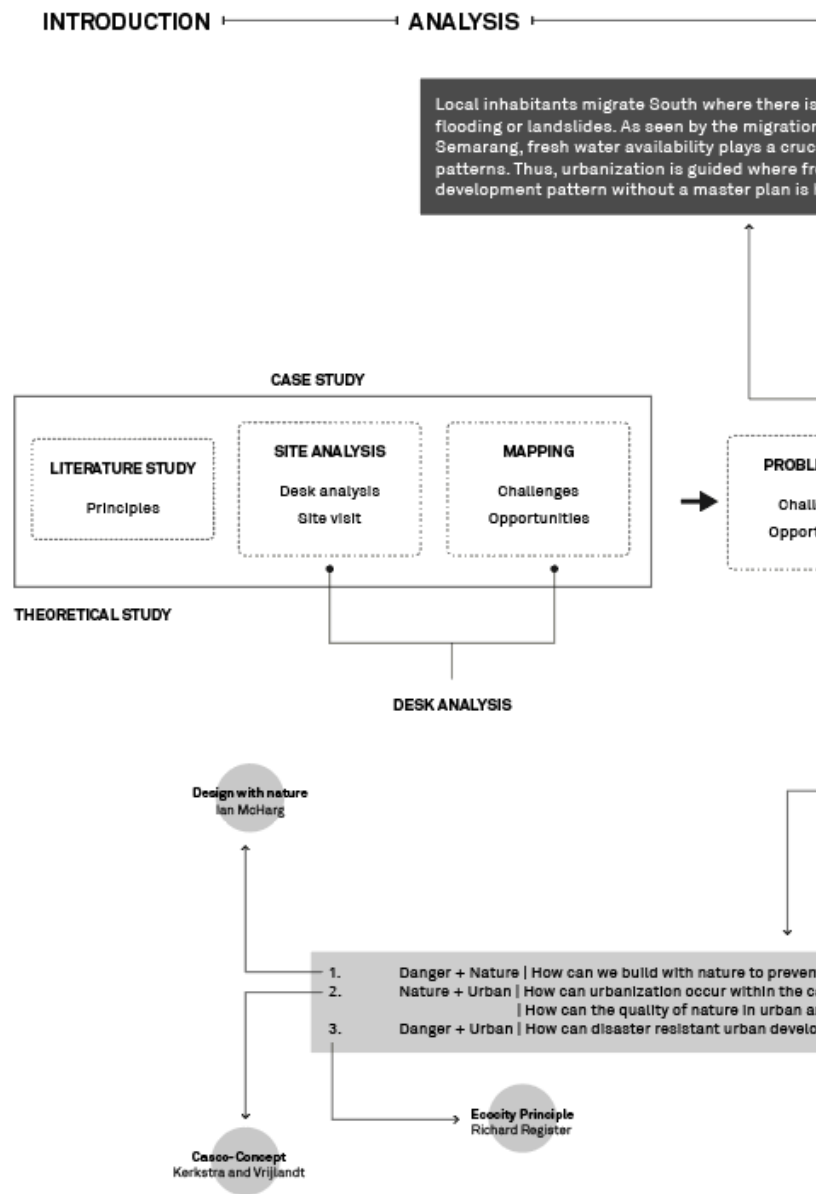 INTRODUCTION
ANALYSIS
Local inhabitants migrate South where there is
flooding or landslides. As seen by the migration
Semarang, fresh water availability plays a cruc
patterns. Thus, urbanization is guided where fr
development pattern without a master plan is
CASE STUDY
LITERATURE STUDY
Principles
SITE ANALYSIS
Desk analysis
Site visit
MAPPING
Challenges
Opportunities
PROBL
Chall
Opport
THEORETICAL STUDY
DESK ANALYSIS
Design with nature
Ian McHarg
1. Danger + Nature | How can we build with nature to preven
2. Nature + Urban | How can urbanization occur within the c
| How can the quality of nature in urban a
3. Danger + Urban | How can disaster resistant urban develo
Ecocity Principle
Richard Register
Casco-Concept
Kerkstra and Vrijlandt